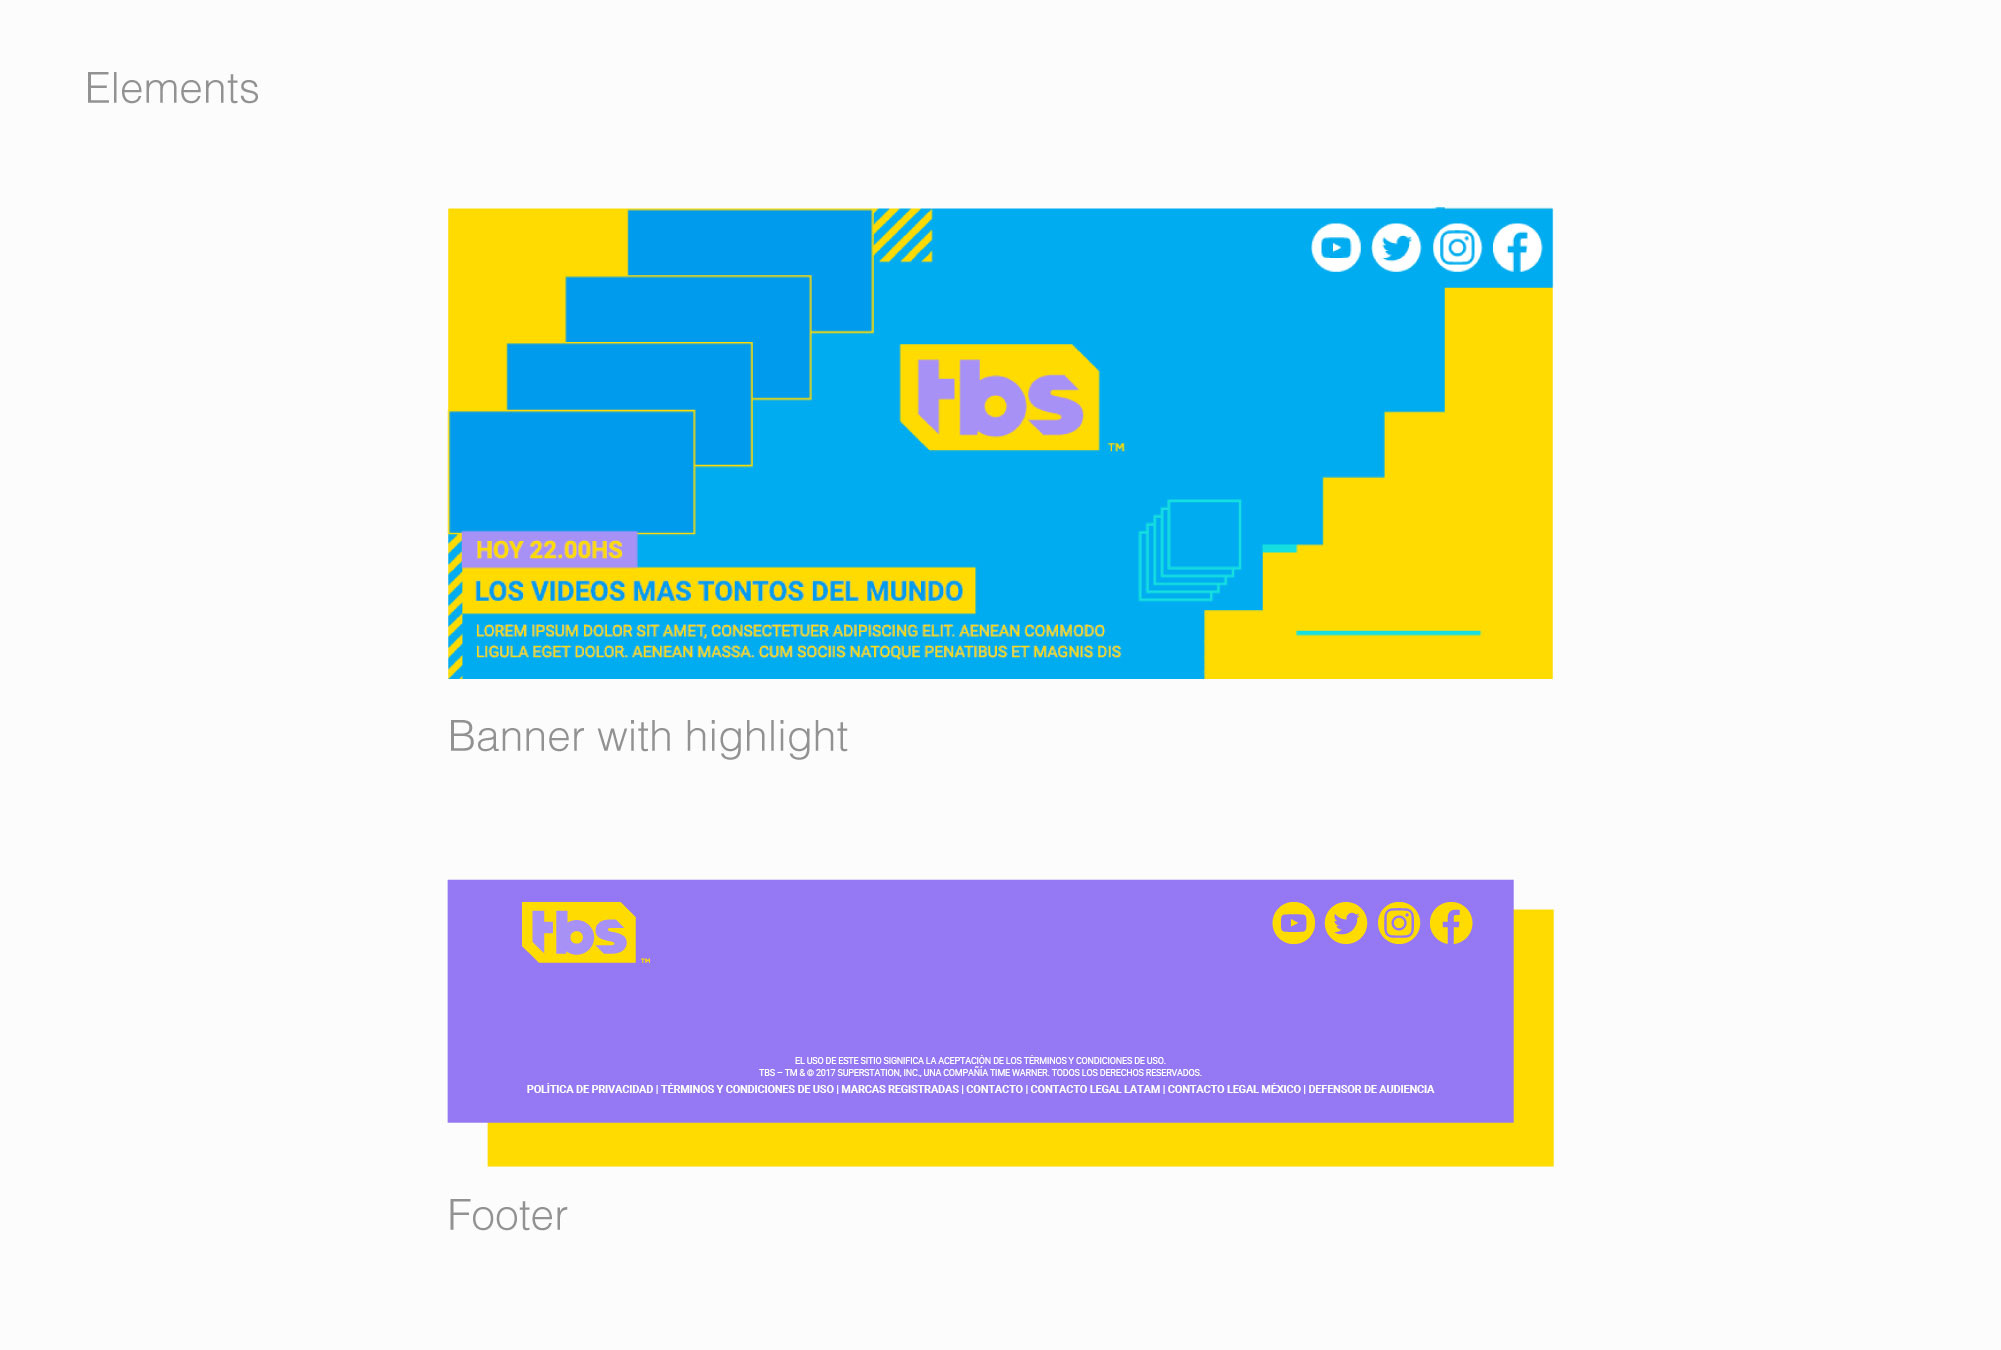 Elements
tbs
TM
HOY 22.00HS
LOS VIDEOS MAS TONTOS DEL MUNDO
LOREM IPSUM DOLOR SIT AMET, CONSECTETUER ADIPISCING ELIT. AENEAN COMMODO
LIGULA EGET DOLOR. AENEAN MASSA. CUM SOCIIS NATOQUE PENATIBUS ET MAGNIS DIS
Banner with highlight
tbs
TM
EL USO DE ESTE SITIO SIGNIFICA LA ACEPTACIÓN DE LOS TÉRMINOS Y CONDICIONES DE USO.
TBS – TM & © 2017 SUPERSTATION, INC., UNA COMPAÑÍA TIME WARNER. TODOS LOS DERECHOS RESERVADOS.
POLÍTICA DE PRIVACIDAD | TÉRMINOS Y CONDICIONES DE USO | MARCAS REGISTRADAS | CONTACTO | CONTACTO LEGAL LATAM | CONTACTO LEGAL MÉXICO | DEFENSOR DE AUDIENCIA
Footer